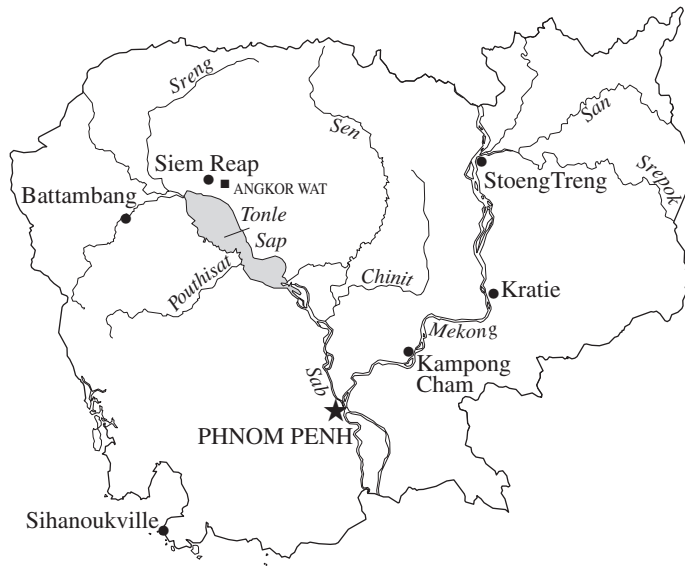 Sreng
Sen
San
Siem Reap
ANGKOR WAT
StoengTreng
Srepok
Battambang
Tonle
Sap
Pouthisat
Chinit
Kratie
Mekong
Kampong
Cham
Sab
PHNOM PENH
Sihanoukville